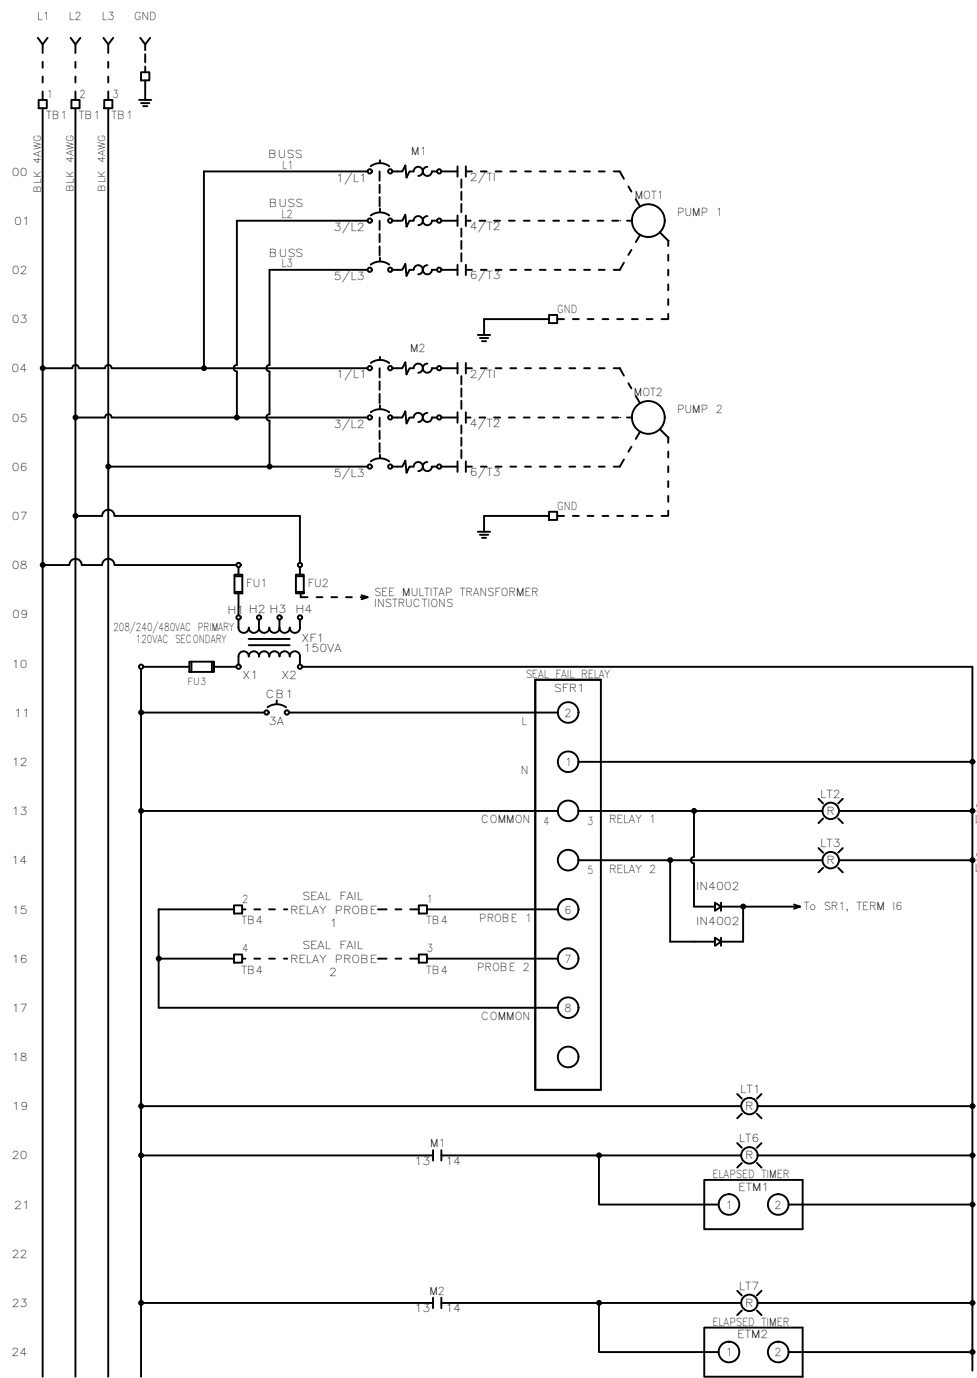 L1 L2 L3 GND
1 2 3
TB1 TB1 TB1
BLK 4AWG BLK 4AWG BLK 4AWG
00 BUSS L1 1/L1 M1 2/T1
MOT1
01 BUSS L2 3/L2 4/T2 PUMP 1
02 BUSS L3 5/L3 6/T3
03 GND
M2
04 1/L1 2/T1
MOT2
05 3/L2 4/T2 PUMP 2
06 5/L3 6/T3
07 GND
08
FU1 FU2 SEE MULTITAP TRANSFORMER
INSTRUCTIONS
09 H1 H2 H3 H4
208/240/480VAC PRIMARY
120VAC SECONDARY
XF1
150VA
10 FU3 X1 X2
SEAL FAIL RELAY
SFR1
CB1
11 3A L 2
12 N 1
LT2
13 COMMON 4 3 RELAY 1 R
LT3
14 5 RELAY 2 R
IN4002
15 2 TB4 SEAL FAIL
RELAY PROBE
1
1 TB4 PROBE 1 6 To SR1, TERM I6
IN4002
16 4 TB4 SEAL FAIL
RELAY PROBE
2
3 TB4 PROBE 2 7
17 COMMON 8
18
LT1
19 R
M1 LT6
20 13 14 R
ELAPSED TIMER
ETM1
21 1 2
22
M2 LT7
23 13 14 R
ELAPSED TIMER
ETM2
24 1 2